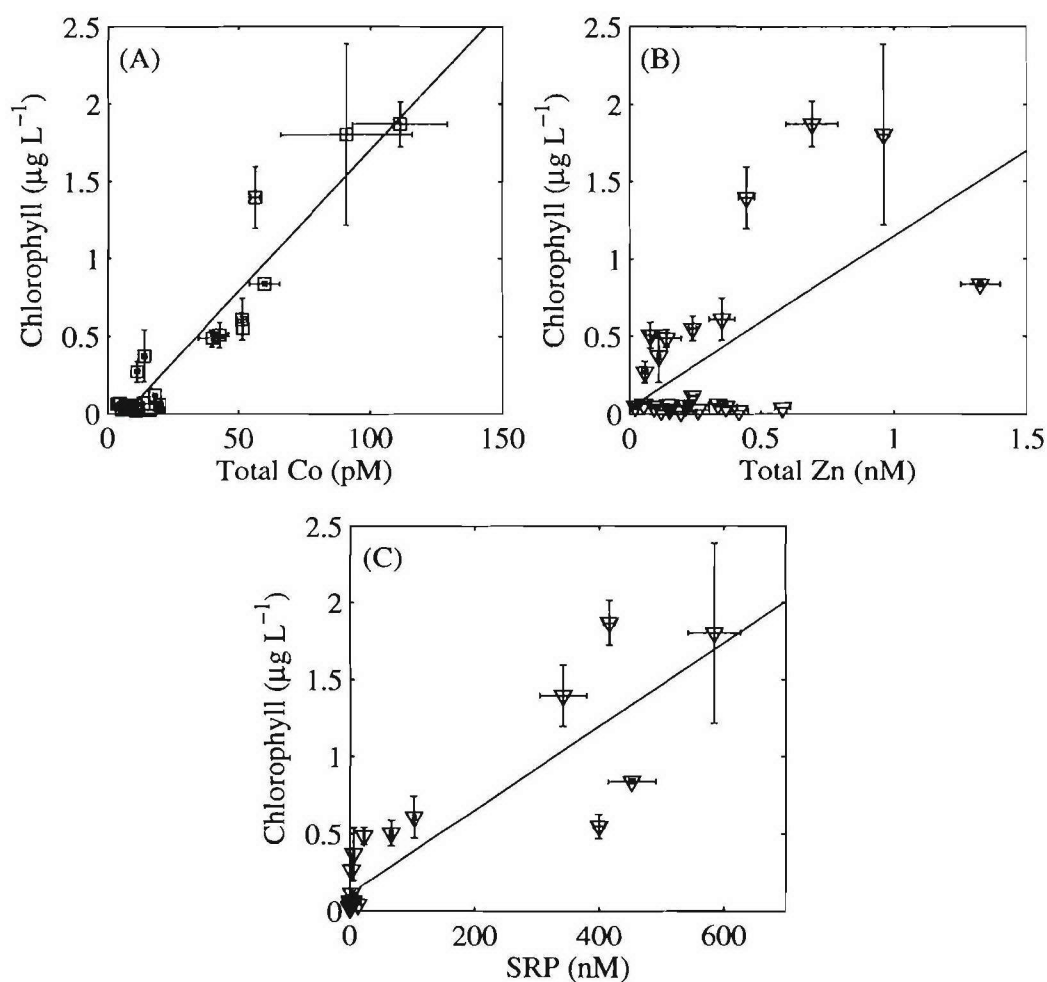 (A)
2.5
2
1.5
1
0.5
0
Chlorophyll (µg L⁻¹)
0 50 100 150
Total Co (pM)
(B)
2.5
2
1.5
1
0.5
0
Chlorophyll (µg L⁻¹)
0 0.5 1 1.5
Total Zn (nM)
(C)
2.5
2
1.5
1
0.5
0
Chlorophyll (µg L⁻¹)
0 200 400 600
SRP (nM)